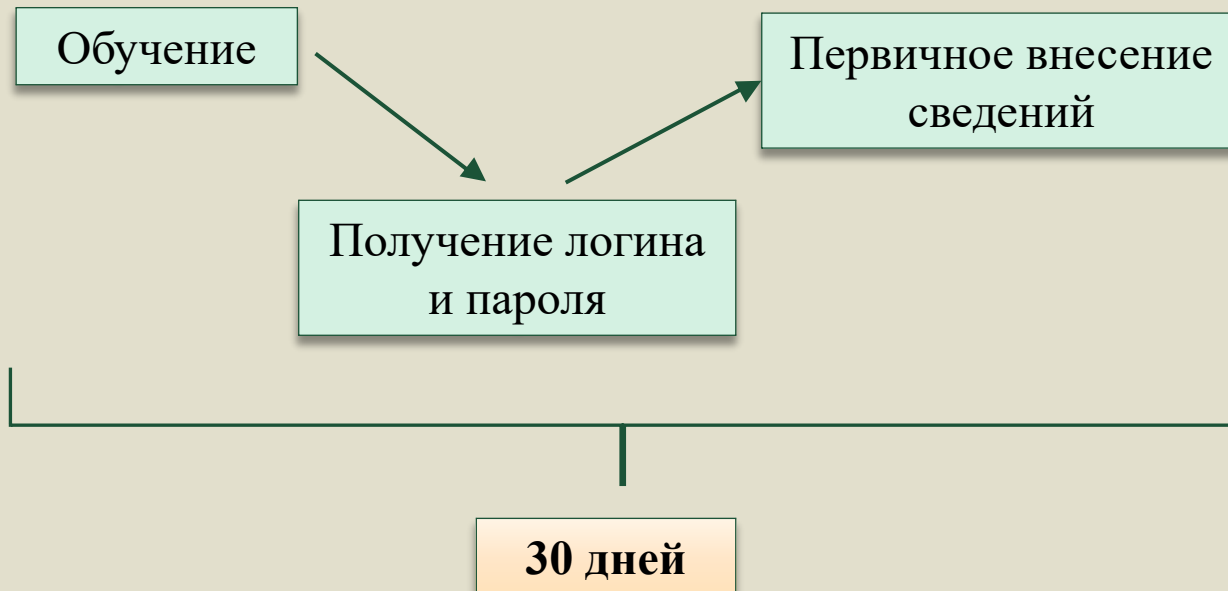 Обучение
Получение логина
и пароля
Первичное внесение
сведений
30 дней